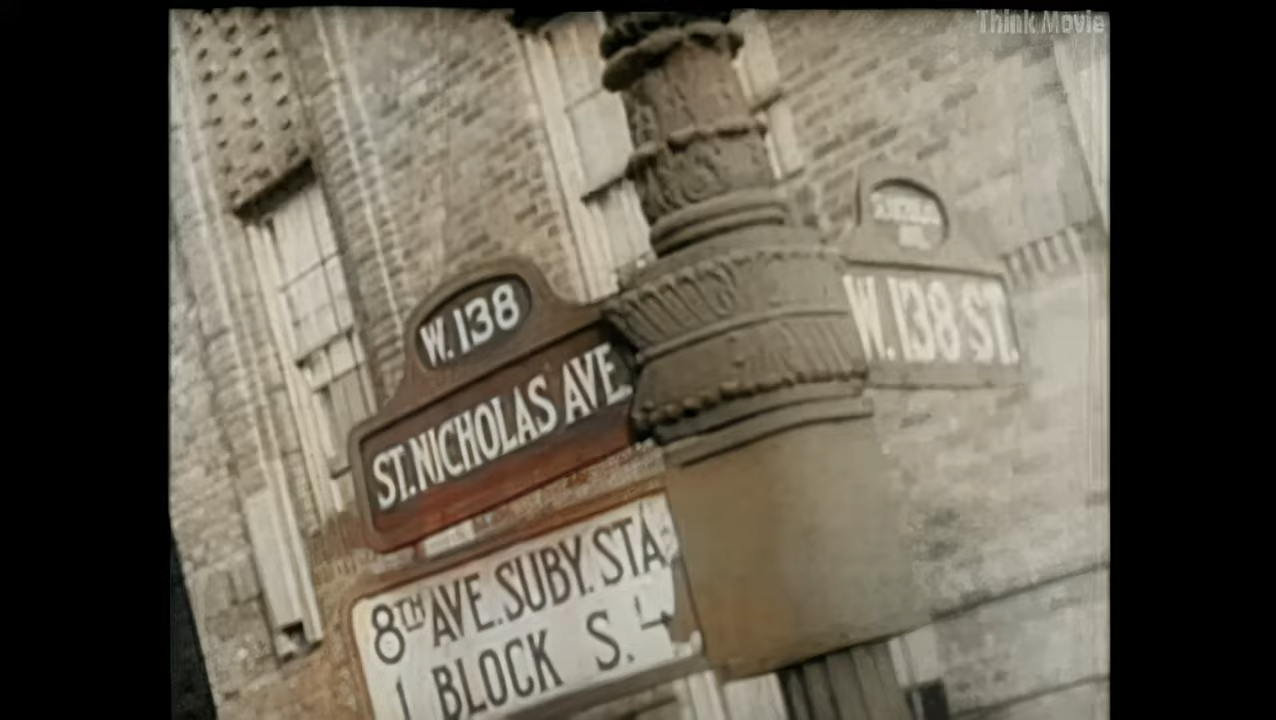 Think Movie
W. 138
ST. NICHOLAS AVE.
W. 138 ST.
8TH AVE. SUBY. STA.
1 BLOCK S.